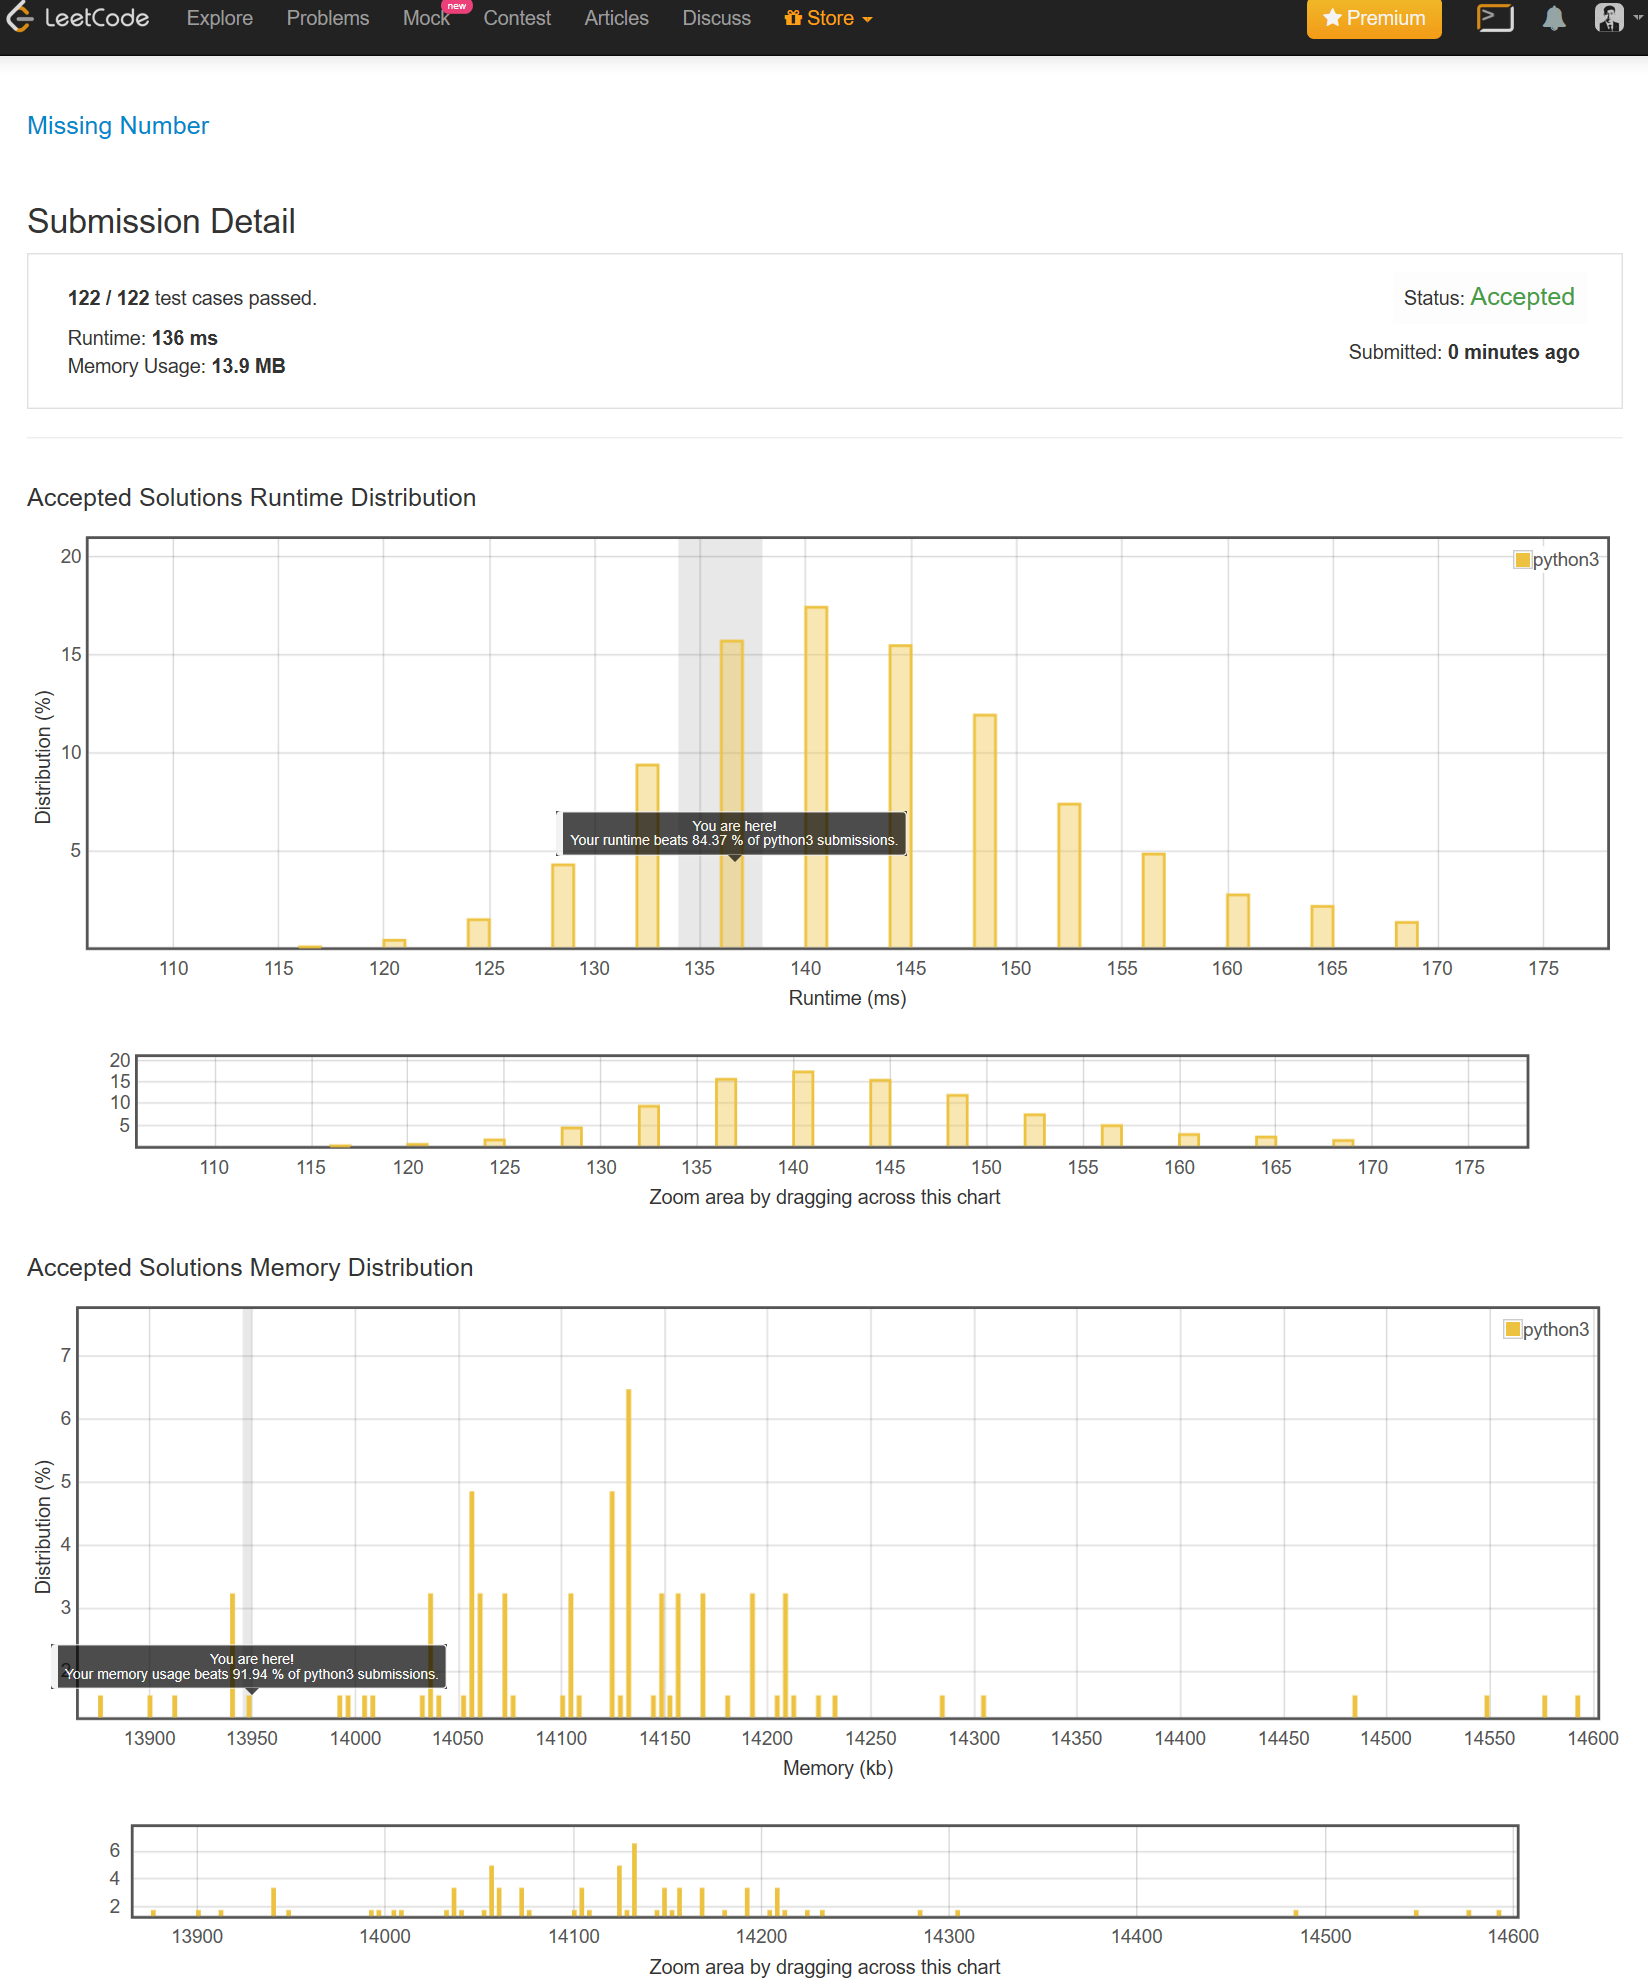 LeetCode Explore Problems Mock new Contest Articles Discuss Store Premium
Missing Number
Submission Detail
122 / 122 test cases passed.
Status: Accepted
Runtime: 136 ms
Submitted: 0 minutes ago
Memory Usage: 13.9 MB
Accepted Solutions Runtime Distribution
20
15
10
5
Distribution (%)
python3
You are here!
Your runtime beats 84.37 % of python3 submissions.
110 115 120 125 130 135 140 145 150 155 160 165 170 175
Runtime (ms)
20
15
10
5
110 115 120 125 130 135 140 145 150 155 160 165 170 175
Zoom area by dragging across this chart
Accepted Solutions Memory Distribution
7
6
5
4
3
2
Distribution (%)
python3
You are here!
Your memory usage beats 91.94 % of python3 submissions.
13900 13950 14000 14050 14100 14150 14200 14250 14300 14350 14400 14450 14500 14550 14600
Memory (kb)
6
4
2
13900 14000 14100 14200 14300 14400 14500 14600
Zoom area by dragging across this chart